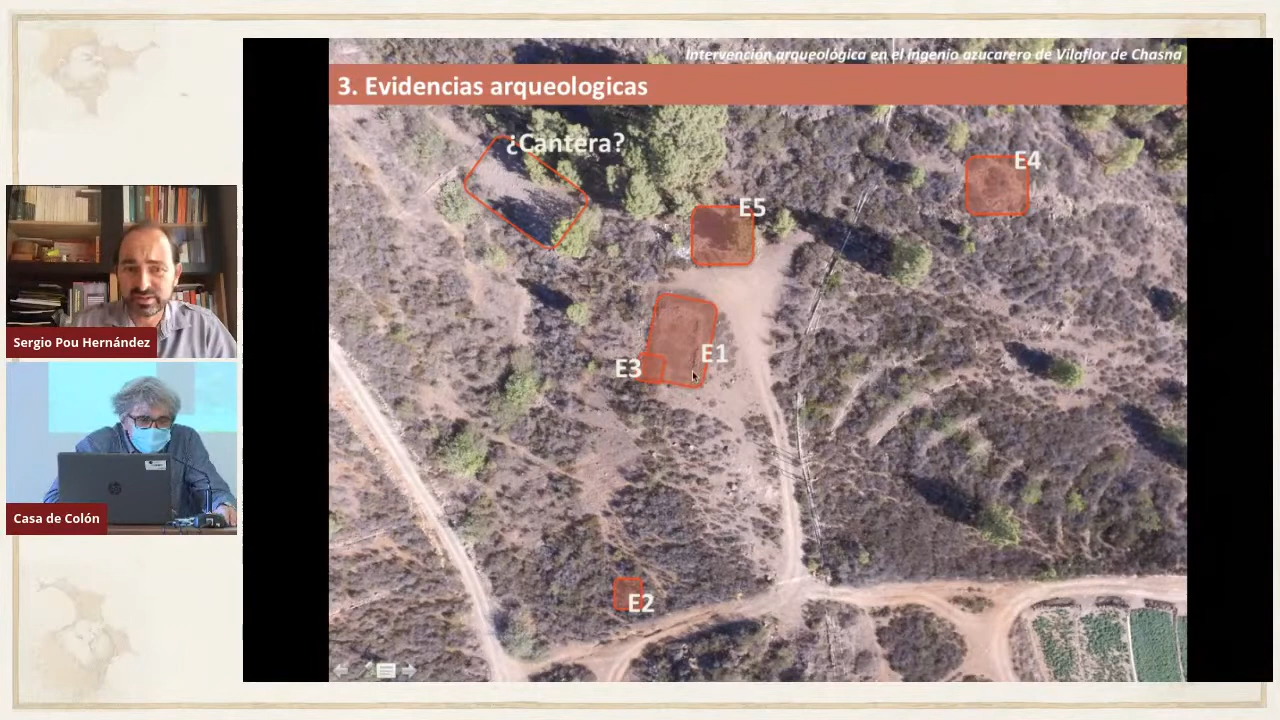 Intervención arqueológica en el ingenio azucarero de Vilaflor de Chasna
3. Evidencias arqueologicas
¿Cantera?
E4
E5
E1
E3
E2
Sergio Pou Hernández
Casa de Colón
hp